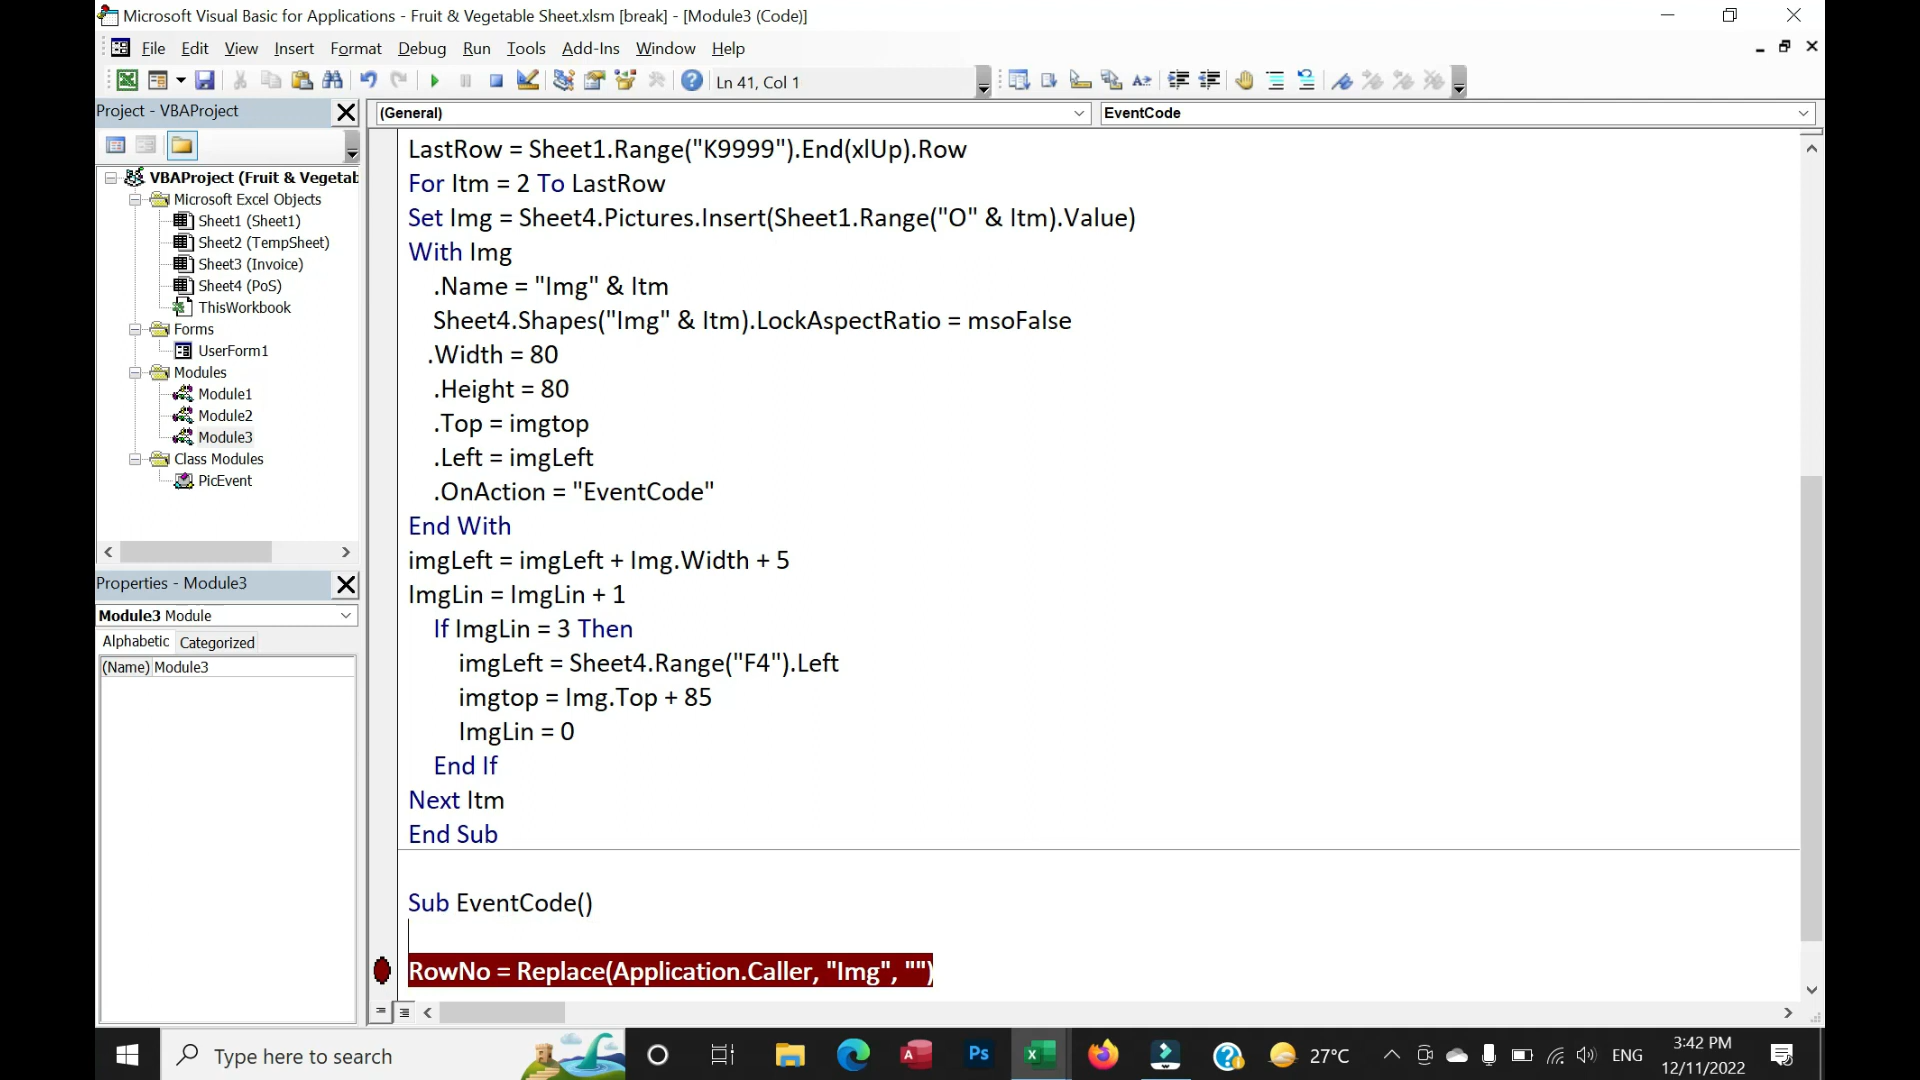 Microsoft Visual Basic for Applications - Fruit & Vegetable Sheet.xlsm [break] - [Module3 (Code)]
File Edit View Insert Format Debug Run Tools Add-Ins Window Help
Ln 41, Col 1
Project - VBAProject
(General)
EventCode
VBAProject (Fruit & Vegetab
Microsoft Excel Objects
Sheet1 (Sheet1)
Sheet2 (TempSheet)
Sheet3 (Invoice)
Sheet4 (PoS)
ThisWorkbook
Forms
UserForm1
Modules
Module1
Module2
Module3
Class Modules
PicEvent
Properties - Module3
Module3 Module
Alphabetic Categorized
(Name) Module3
LastRow = Sheet1.Range("K9999").End(xlUp).Row
For Itm = 2 To LastRow
Set Img = Sheet4.Pictures.Insert(Sheet1.Range("O" & Itm).Value)
With Img
.Name = "Img" & Itm
Sheet4.Shapes("Img" & Itm).LockAspectRatio = msoFalse
.Width = 80
.Height = 80
.Top = imgtop
.Left = imgLeft
.OnAction = "EventCode"
End With
imgLeft = imgLeft + Img.Width + 5
ImgLin = ImgLin + 1
If ImgLin = 3 Then
imgLeft = Sheet4.Range("F4").Left
imgtop = Img.Top + 85
ImgLin = 0
End If
Next Itm
End Sub
Sub EventCode()
RowNo = Replace(Application.Caller, "Img", "")
Type here to search
27°C
ENG
3:42 PM
12/11/2022